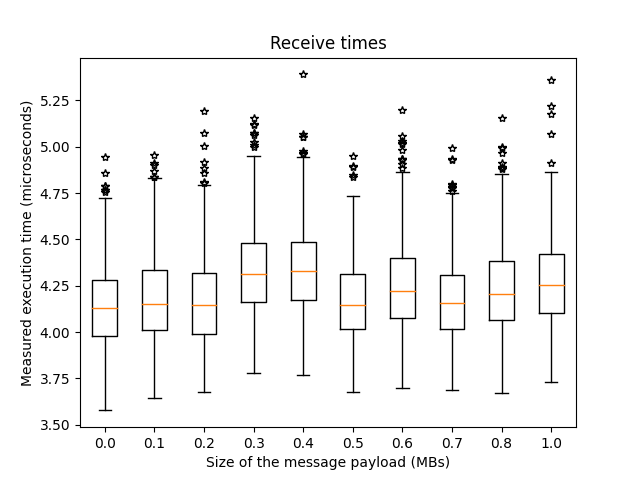 Receive times
Measured execution time (microseconds)
5.25
5.00
4.75
4.50
4.25
4.00
3.75
3.50
0.0 0.1 0.2 0.3 0.4 0.5 0.6 0.7 0.8 1.0
Size of the message payload (MBs)